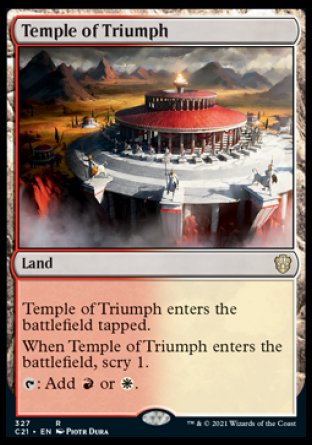 Temple of Triumph
Land
Temple of Triumph enters the
battlefield tapped.
When Temple of Triumph enters the
battlefield, scry 1.
: Add or .
327 R
C21 • EN Piotr Dura
™ & © 2021 Wizards of the Coast